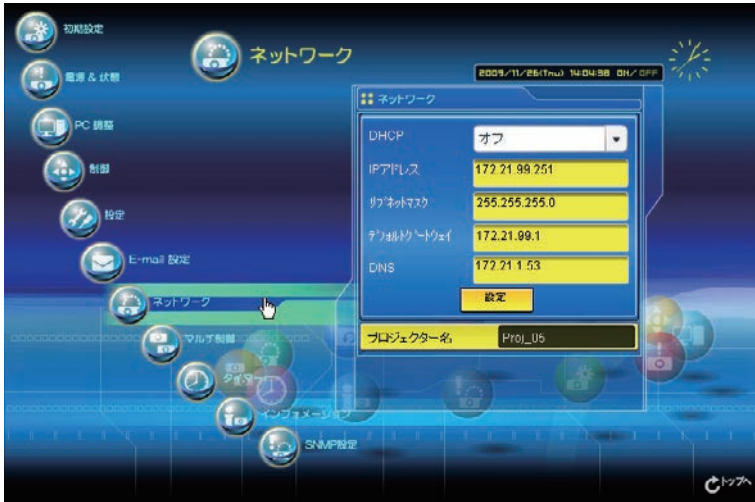 初期設定
電源 & 状態
PC 調整
制御
設定
E-mail 設定
ネットワーク
マルチ制御
タイマー
インフォメーション
SNMP設定
ネットワーク
2009/11/26(Thu) 14:04:38 ON/OFF
ネットワーク
DHCP オフ
IPアドレス 172.21.99.251
サブネットマスク 255.255.255.0
デフォルトゲートウェイ 172.21.99.1
DNS 172.21.1.53
設定
プロジェクター名 Proj_05
トップへ